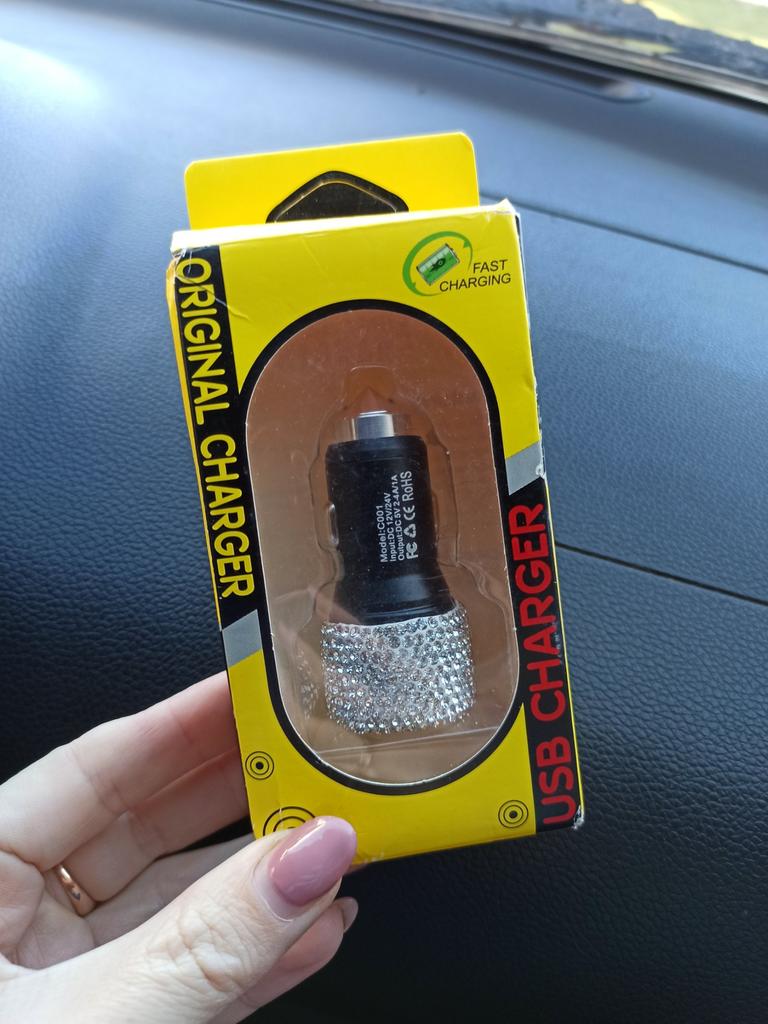 FAST
CHARGING
ORIGINAL CHARGER
Model:C001
Input:DC 12V/24V
Output:DC 5V 2.4A/1A
FC CE RoHS
USB CHARGER